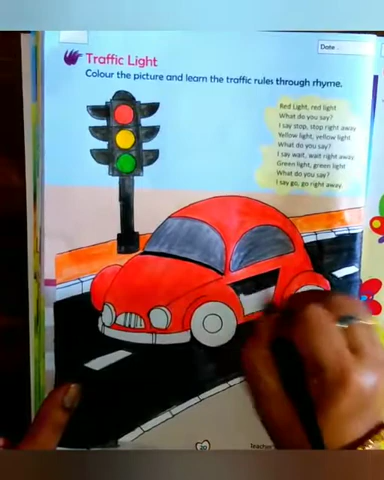 Traffic Light
Date :
Colour the picture and learn the traffic rules through rhyme.
Red Light, red light
What do you say?
I say stop, stop right away
Yellow light, yellow light
What do you say?
I say wait, wait right away
Green light, green light
What do you say?
I say go, go right away
Teacher